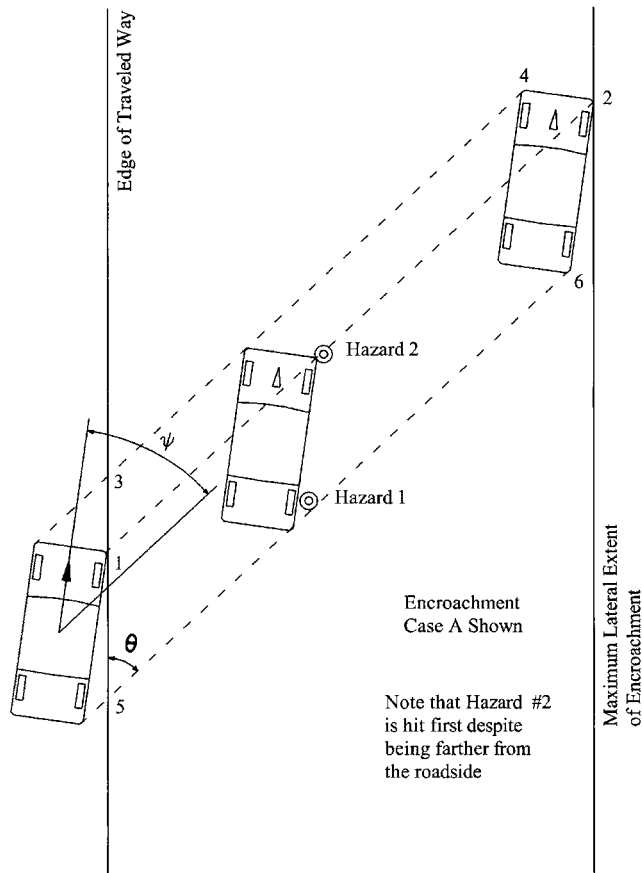 Edge of Traveled Way
4
2
6
Hazard 2
ψ
3
Hazard 1
1
θ
5
Encroachment
Case A Shown
Note that Hazard #2
is hit first despite
being farther from
the roadside
Maximum Lateral Extent
of Encroachment